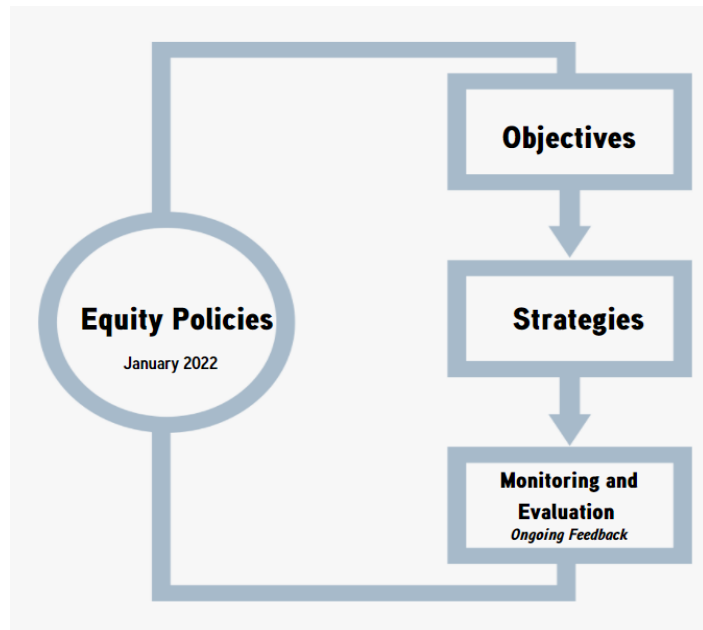 Objectives
Equity Policies
January 2022
Strategies
Monitoring and
Evaluation
Ongoing Feedback